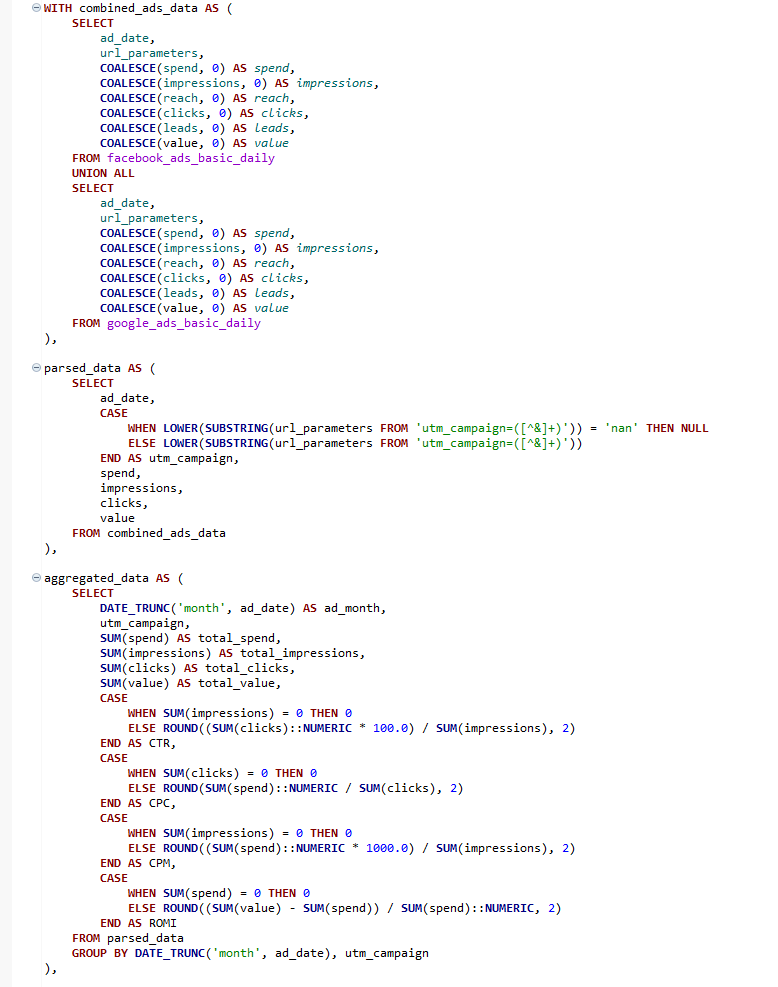 WITH combined_ads_data AS (
SELECT
ad_date,
url_parameters,
COALESCE(spend, 0) AS spend,
COALESCE(impressions, 0) AS impressions,
COALESCE(reach, 0) AS reach,
COALESCE(clicks, 0) AS clicks,
COALESCE(leads, 0) AS leads,
COALESCE(value, 0) AS value
FROM facebook_ads_basic_daily
UNION ALL
SELECT
ad_date,
url_parameters,
COALESCE(spend, 0) AS spend,
COALESCE(impressions, 0) AS impressions,
COALESCE(reach, 0) AS reach,
COALESCE(clicks, 0) AS clicks,
COALESCE(leads, 0) AS leads,
COALESCE(value, 0) AS value
FROM google_ads_basic_daily
),
parsed_data AS (
SELECT
ad_date,
CASE
WHEN LOWER(SUBSTRING(url_parameters FROM 'utm_campaign=([^&]+)')) = 'nan' THEN NULL
ELSE LOWER(SUBSTRING(url_parameters FROM 'utm_campaign=([^&]+)'))
END AS utm_campaign,
spend,
impressions,
clicks,
value
FROM combined_ads_data
),
aggregated_data AS (
SELECT
DATE_TRUNC('month', ad_date) AS ad_month,
utm_campaign,
SUM(spend) AS total_spend,
SUM(impressions) AS total_impressions,
SUM(clicks) AS total_clicks,
SUM(value) AS total_value,
CASE
WHEN SUM(impressions) = 0 THEN 0
ELSE ROUND((SUM(clicks)::NUMERIC * 100.0) / SUM(impressions), 2)
END AS CTR,
CASE
WHEN SUM(clicks) = 0 THEN 0
ELSE ROUND(SUM(spend)::NUMERIC / SUM(clicks), 2)
END AS CPC,
CASE
WHEN SUM(impressions) = 0 THEN 0
ELSE ROUND((SUM(spend)::NUMERIC * 1000.0) / SUM(impressions), 2)
END AS CPM,
CASE
WHEN SUM(spend) = 0 THEN 0
ELSE ROUND((SUM(value) - SUM(spend)) / SUM(spend)::NUMERIC, 2)
END AS ROMI
FROM parsed_data
GROUP BY DATE_TRUNC('month', ad_date), utm_campaign
),